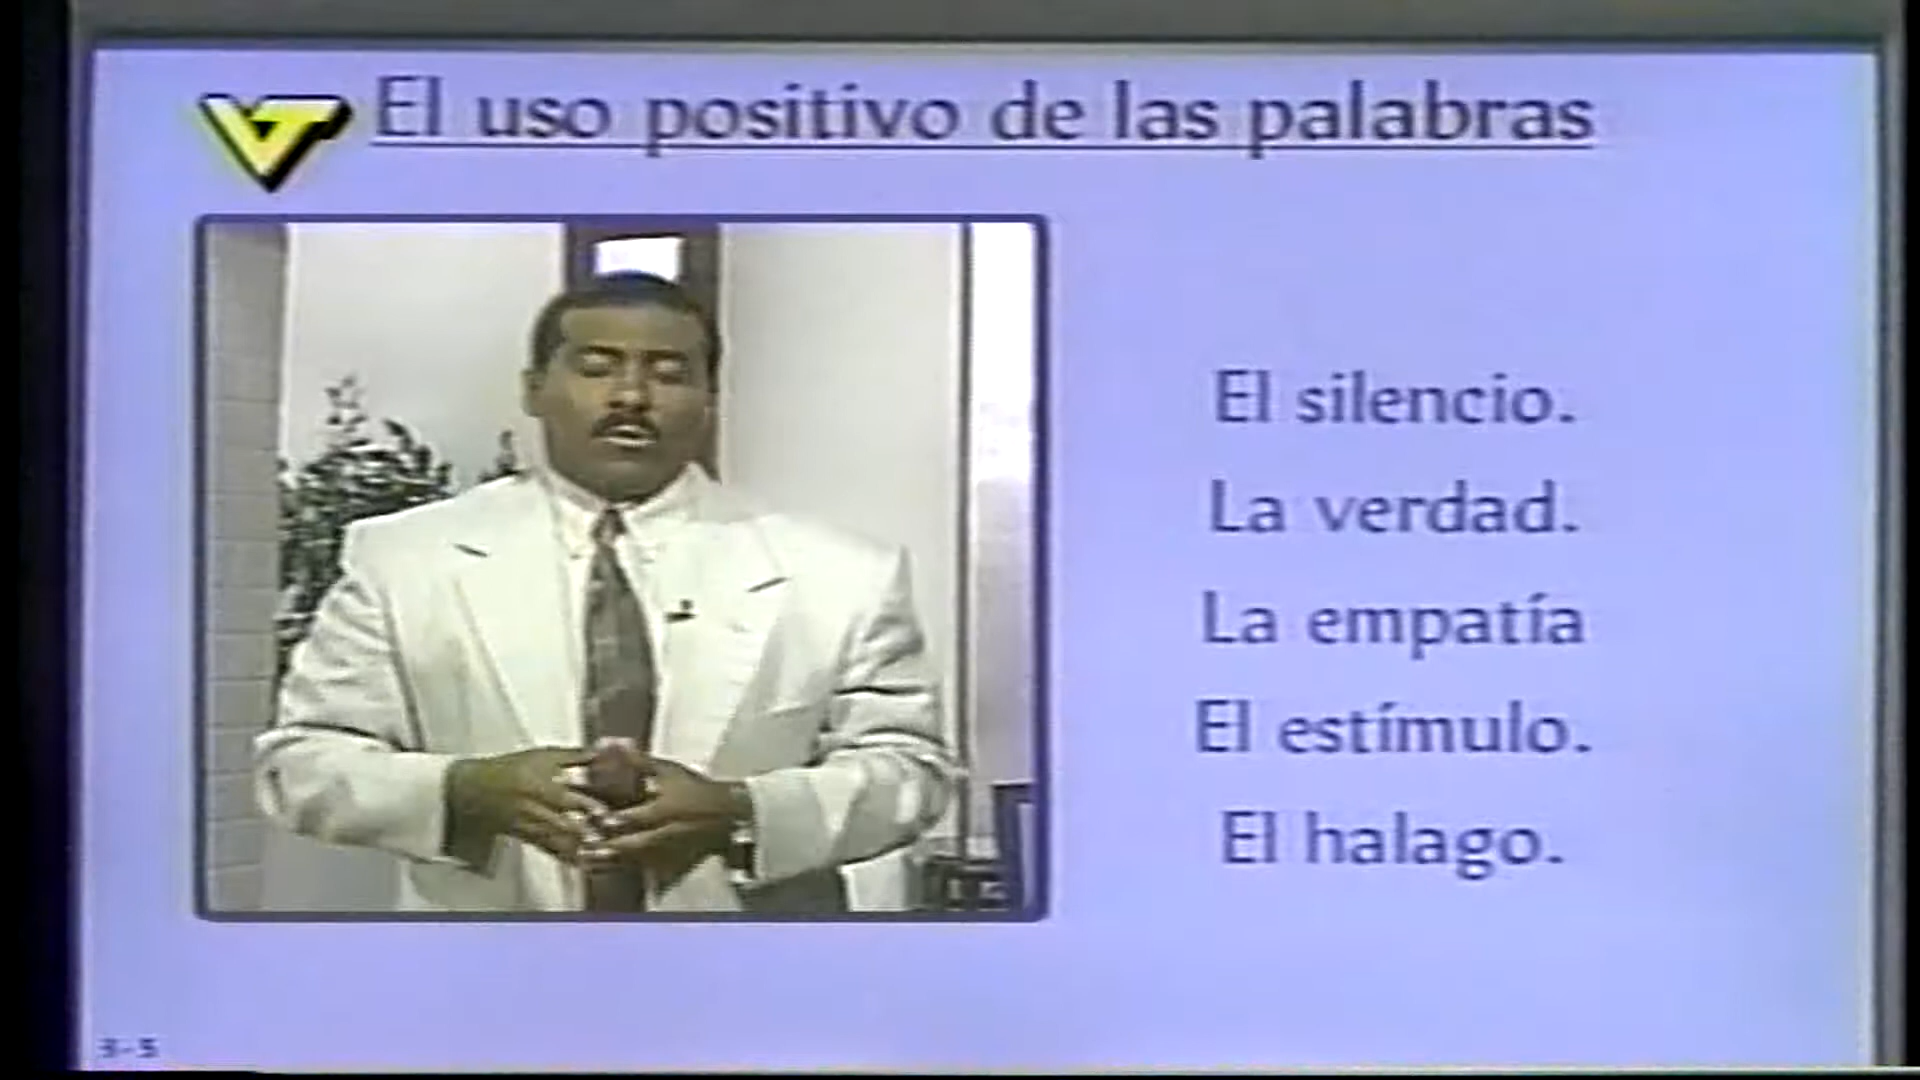 El uso positivo de las palabras
El silencio.
La verdad.
La empatía
El estímulo.
El halago.
3-5